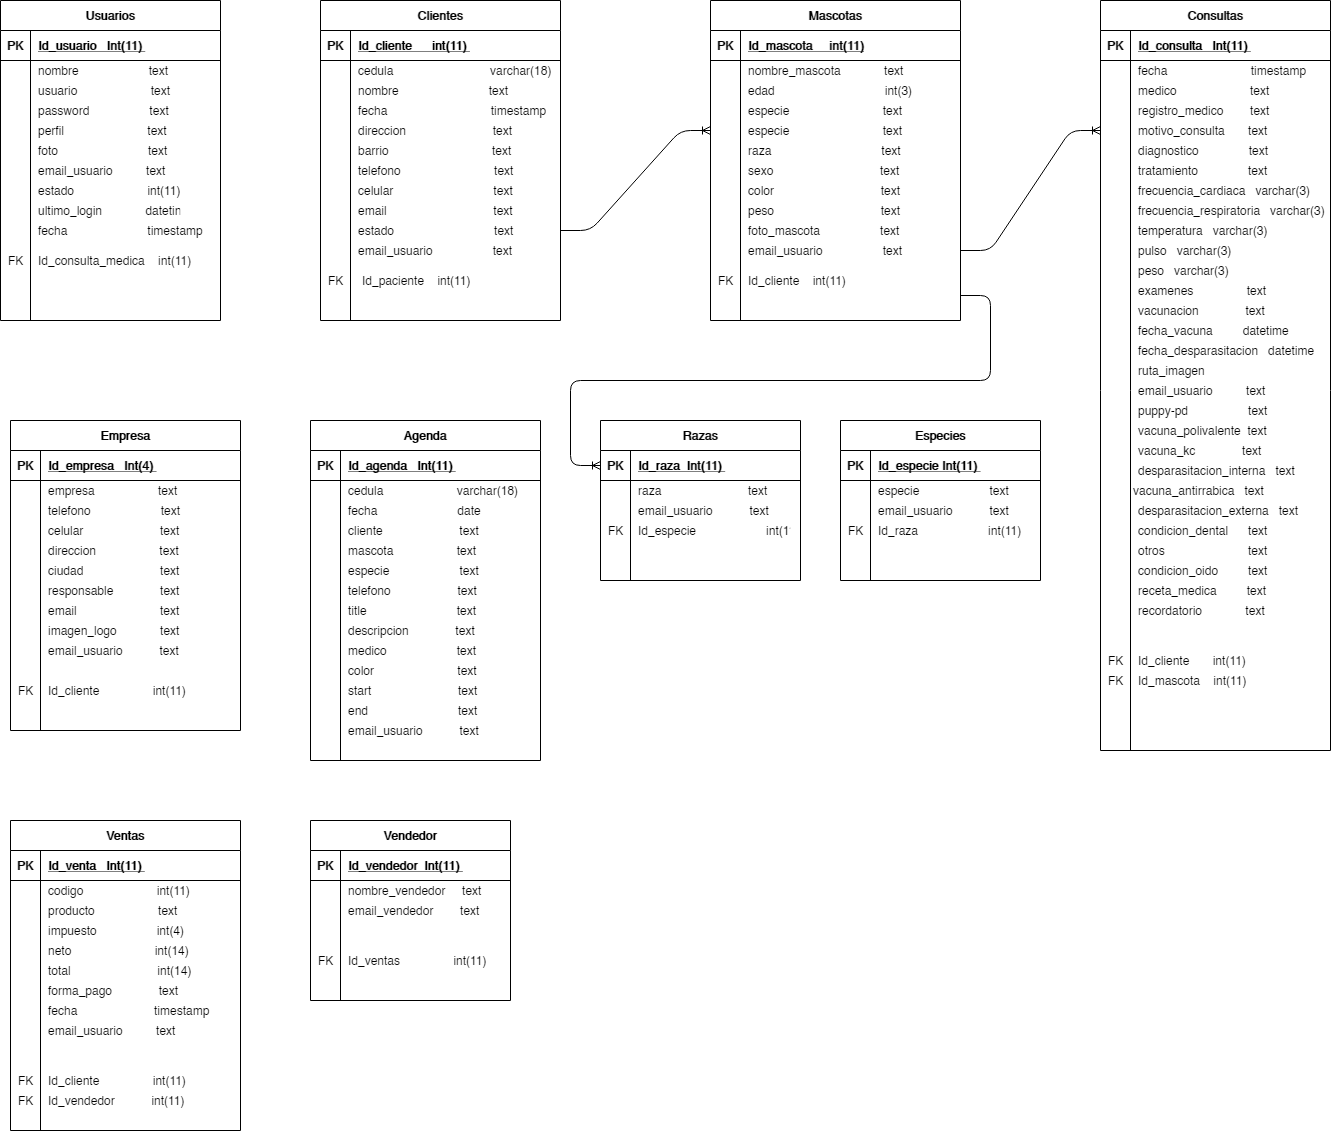 Usuarios
PK Id_usuario Int(11)
nombre text
usuario text
password text
perfil text
foto text
email_usuario text
estado int(11)
ultimo_login datetin
fecha timestamp
FK Id_consulta_medica int(11)
Clientes
PK Id_cliente int(11)
cedula varchar(18)
nombre text
fecha timestamp
direccion text
barrio text
telefono text
celular text
email text
estado text
email_usuario text
FK Id_paciente int(11)
Mascotas
PK Id_mascota int(11)
nombre_mascota text
edad int(3)
especie text
especie text
raza text
sexo text
color text
peso text
foto_mascota text
email_usuario text
FK Id_cliente int(11)
Consultas
PK Id_consulta Int(11)
fecha timestamp
medico text
registro_medico text
motivo_consulta text
diagnostico text
tratamiento text
frecuencia_cardiaca varchar(3)
frecuencia_respiratoria varchar(3)
temperatura varchar(3)
pulso varchar(3)
peso varchar(3)
examenes text
vacunacion text
fecha_vacuna datetime
fecha_desparasitacion datetime
ruta_imagen
email_usuario text
puppy-pd text
vacuna_polivalente text
vacuna_kc text
desparasitacion_interna text
vacuna_antirrabica text
desparasitacion_externa text
condicion_dental text
otros text
condicion_oido text
receta_medica text
recordatorio text
FK Id_cliente int(11)
FK Id_mascota int(11)
Empresa
PK Id_empresa Int(4)
empresa text
telefono text
celular text
direccion text
ciudad text
responsable text
email text
imagen_logo text
email_usuario text
FK Id_cliente int(11)
Agenda
PK Id_agenda Int(11)
cedula varchar(18)
fecha date
cliente text
mascota text
especie text
telefono text
title text
descripcion text
medico text
color text
start text
end text
email_usuario text
Razas
PK Id_raza Int(11)
raza text
email_usuario text
FK Id_especie int(1
Especies
PK Id_especie Int(11)
especie text
email_usuario text
FK Id_raza int(11)
Ventas
PK Id_venta Int(11)
codigo int(11)
producto text
impuesto int(4)
neto int(14)
total int(14)
forma_pago text
fecha timestamp
email_usuario text
FK Id_cliente int(11)
FK Id_vendedor int(11)
Vendedor
PK Id_vendedor Int(11)
nombre_vendedor text
email_vendedor text
FK Id_ventas int(11)